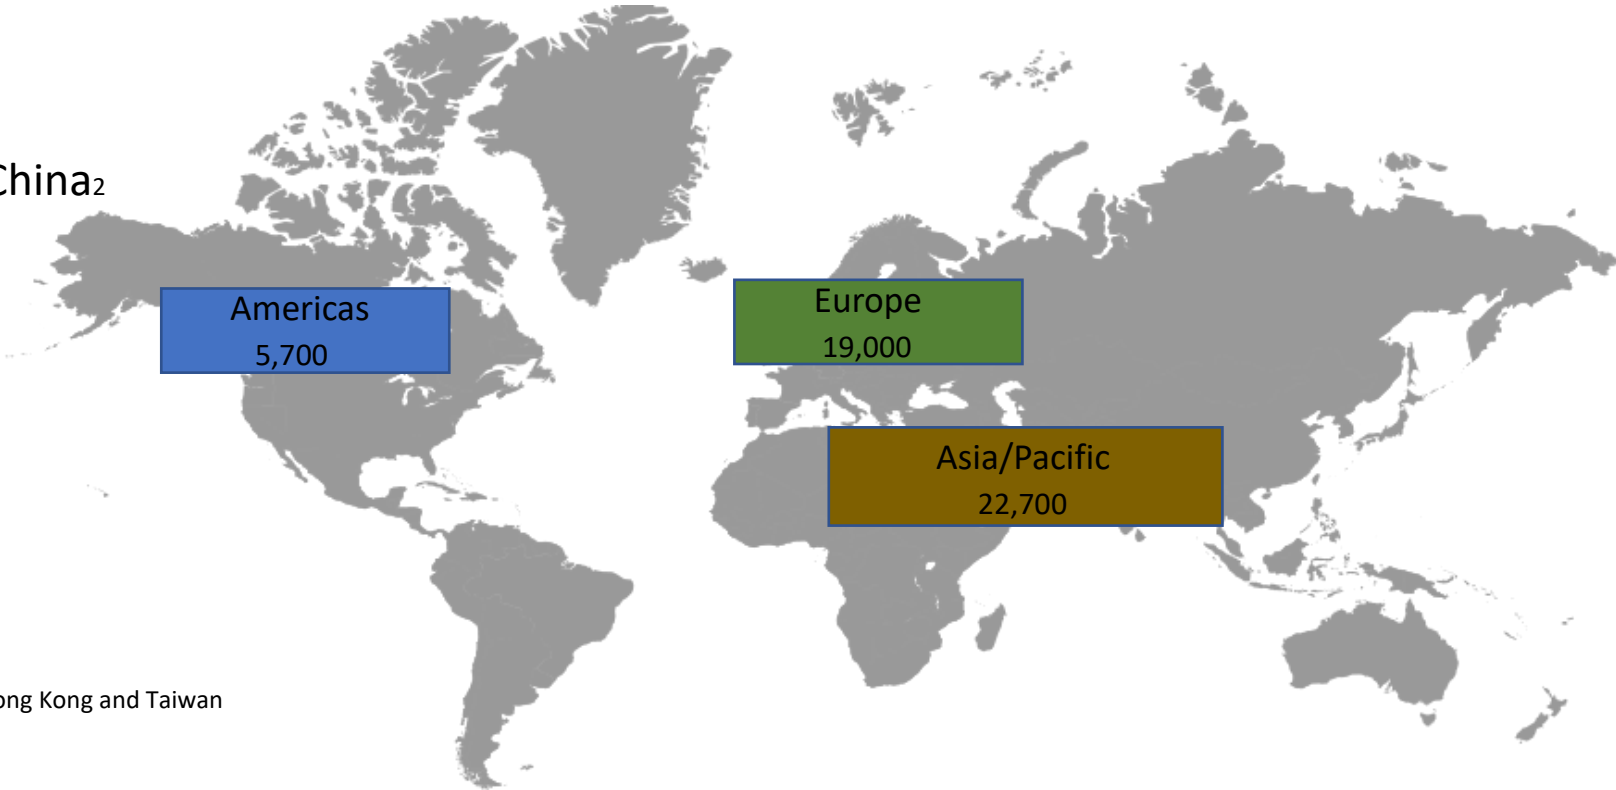 China2
Americas
5,700
Europe
19,000
Asia/Pacific
22,700
ong Kong and Taiwan